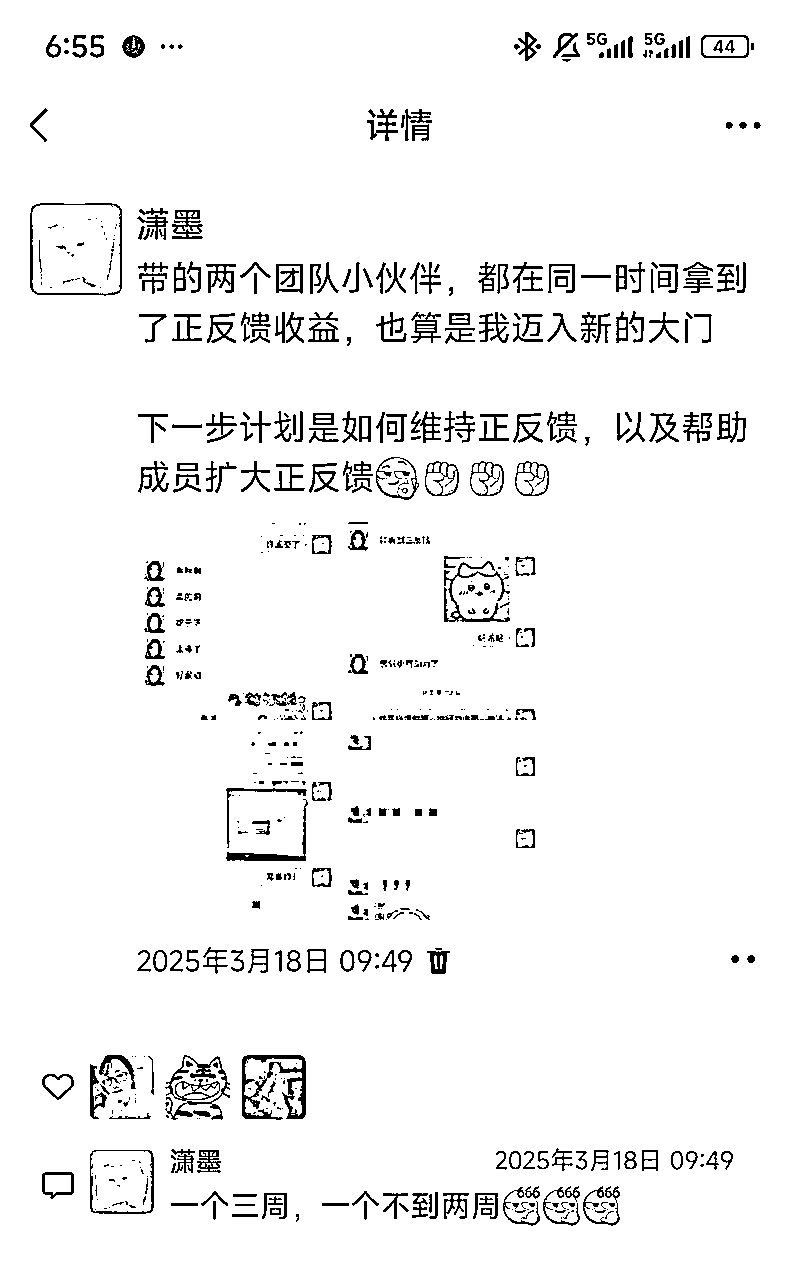 6:55
5G 5G 44
详情
潇墨
带的两个团队小伙伴，都在同一时间拿到
了正反馈收益，也算是我迈入新的大门
下一步计划是如何维持正反馈，以及帮助
成员扩大正反馈
2025年3月18日 09:49
潇墨 2025年3月18日 09:49
一个三周，一个不到两周666 666 666